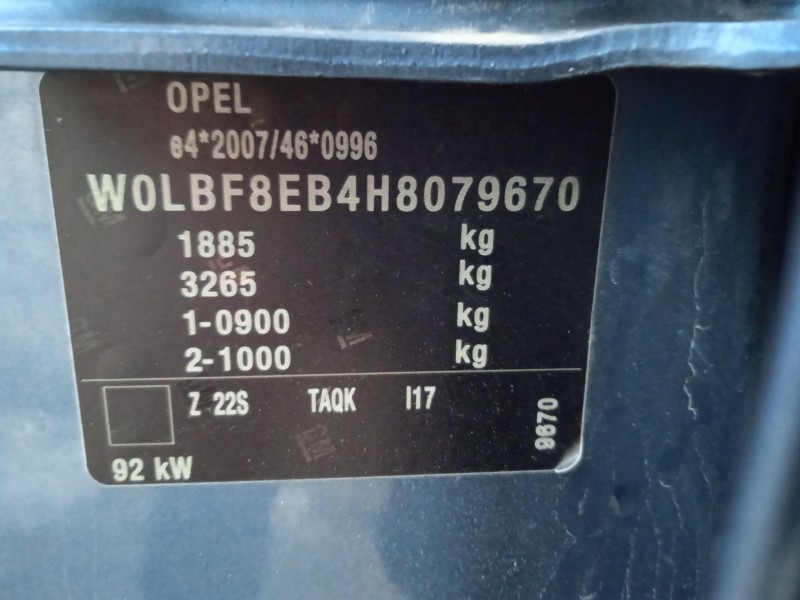 OPEL
e4*2007/46*0996
W0LBF8EB4H8079670
1885 kg
3265 kg
1-0900 kg
2-1000 kg
Z 22S TAQK I17
9670
92 kW